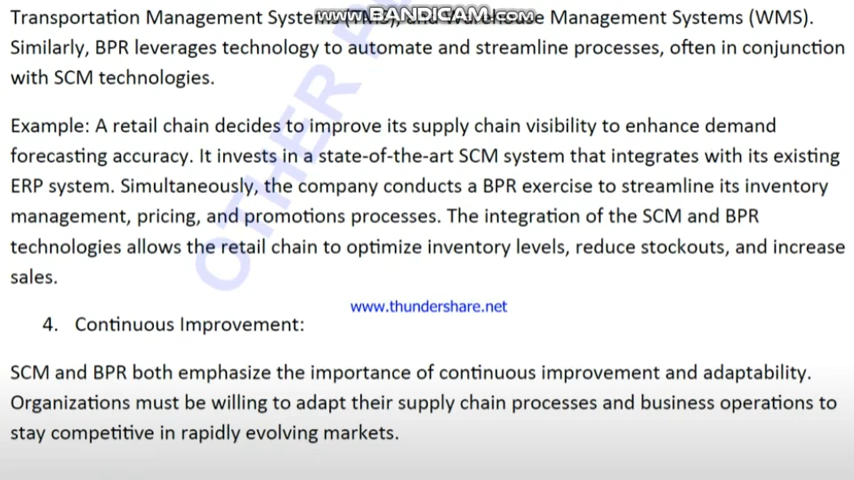 www.BANDICAM.com
Transportation Management Systems (TMS), and Warehouse Management Systems (WMS).
Similarly, BPR leverages technology to automate and streamline processes, often in conjunction
with SCM technologies.
Example: A retail chain decides to improve its supply chain visibility to enhance demand
forecasting accuracy. It invests in a state-of-the-art SCM system that integrates with its existing
ERP system. Simultaneously, the company conducts a BPR exercise to streamline its inventory
management, pricing, and promotions processes. The integration of the SCM and BPR
technologies allows the retail chain to optimize inventory levels, reduce stockouts, and increase
sales.
www.thundershare.net
4. Continuous Improvement:
SCM and BPR both emphasize the importance of continuous improvement and adaptability.
Organizations must be willing to adapt their supply chain processes and business operations to
stay competitive in rapidly evolving markets.
OTHER